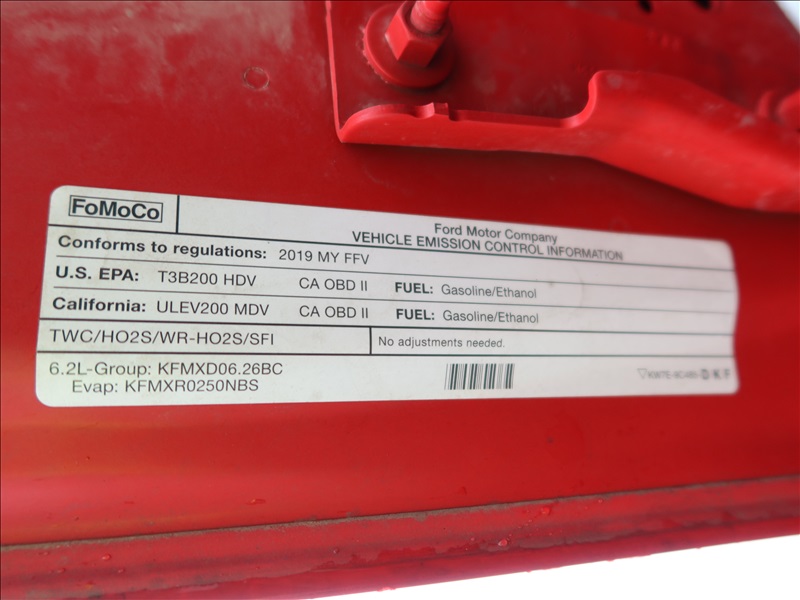 FoMoCo
Ford Motor Company
VEHICLE EMISSION CONTROL INFORMATION
Conforms to regulations: 2019 MY FFV
U.S. EPA: T3B200 HDV CA OBD II FUEL: Gasoline/Ethanol
California: ULEV200 MDV CA OBD II FUEL: Gasoline/Ethanol
TWC/HO2S/WR-HO2S/SFI No adjustments needed.
6.2L-Group: KFMXD06.26BC
Evap: KFMXR0250NBS
DKF